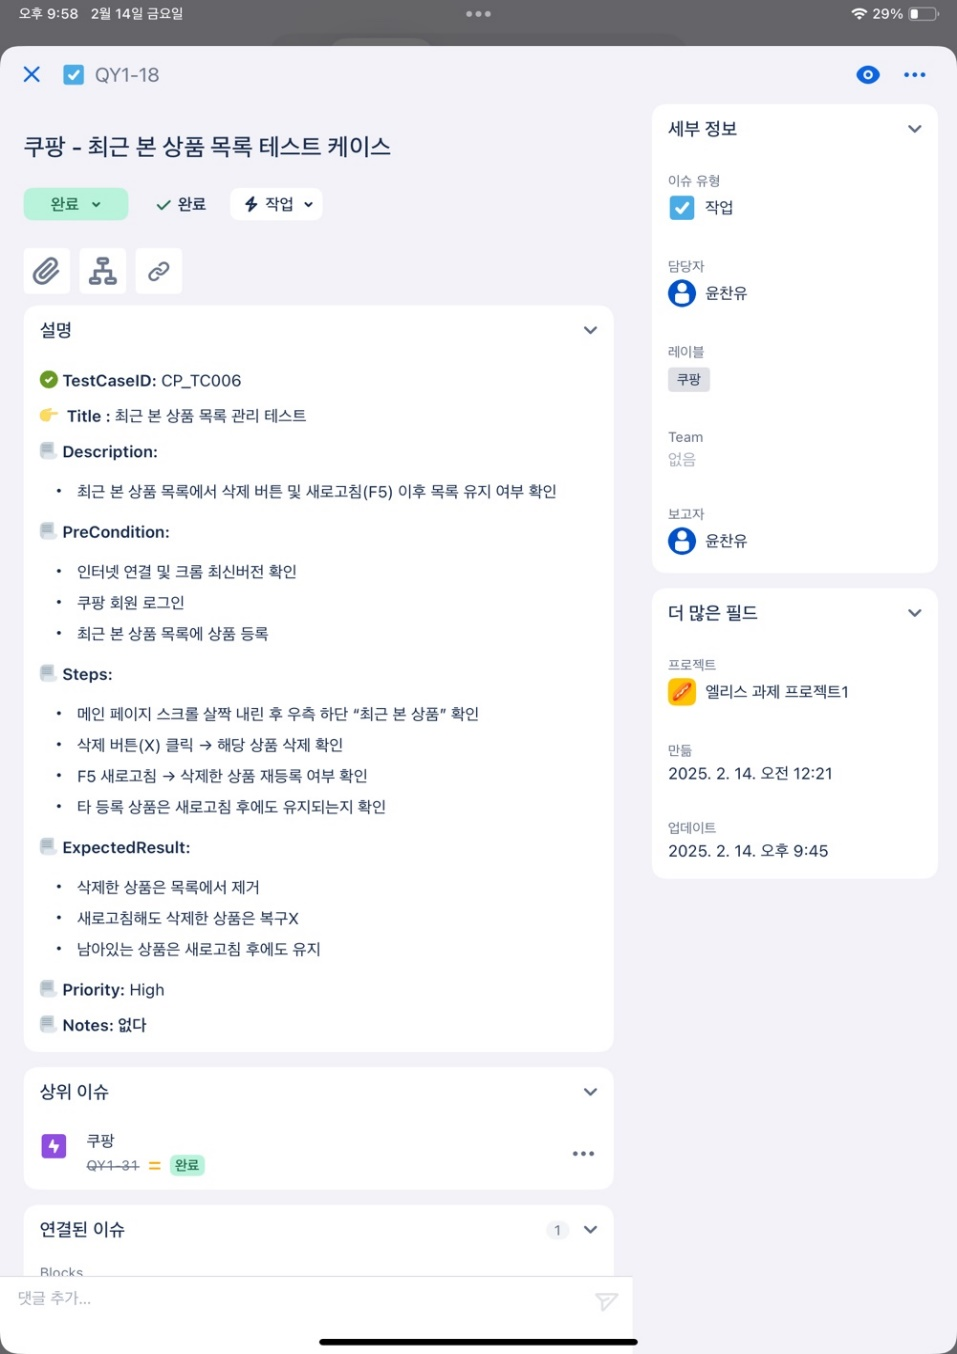 오후 9:58 2월 14일 금요일
29%
QY1-18
쿠팡 - 최근 본 상품 목록 테스트 케이스
완료
완료
작업
설명
TestCaseID: CP_TC006
Title : 최근 본 상품 목록 관리 테스트
Description:
• 최근 본 상품 목록에서 삭제 버튼 및 새로고침(F5) 이후 목록 유지 여부 확인
PreCondition:
• 인터넷 연결 및 크롬 최신버전 확인
• 쿠팡 회원 로그인
• 최근 본 상품 목록에 상품 등록
Steps:
• 메인 페이지 스크롤 살짝 내린 후 우측 하단 “최근 본 상품” 확인
• 삭제 버튼(X) 클릭 → 해당 상품 삭제 확인
• F5 새로고침 → 삭제한 상품 재등록 여부 확인
• 타 등록 상품은 새로고침 후에도 유지되는지 확인
ExpectedResult:
• 삭제한 상품은 목록에서 제거
• 새로고침해도 삭제한 상품은 복구X
• 남아있는 상품은 새로고침 후에도 유지
Priority: High
Notes: 없다
상위 이슈
쿠팡
QY1-31 완료
연결된 이슈
1
Blocks
댓글 추가...
세부 정보
이슈 유형
작업
담당자
윤찬유
레이블
쿠팡
Team
없음
보고자
윤찬유
더 많은 필드
프로젝트
엘리스 과제 프로젝트1
만듦
2025. 2. 14. 오전 12:21
업데이트
2025. 2. 14. 오후 9:45